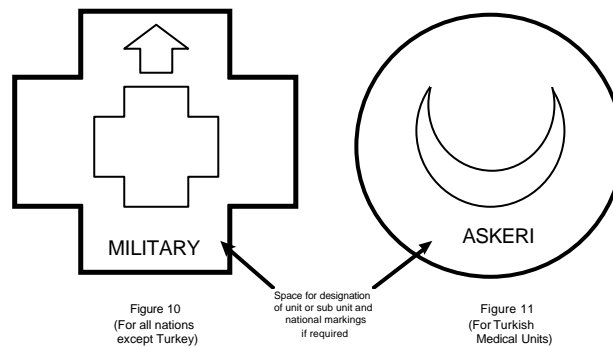 MILITARY
ASKERI
Space for designation
of unit or sub unit and
national markings
if required
Figure 10
(For all nations
except Turkey)
Figure 11
(For Turkish
Medical Units)